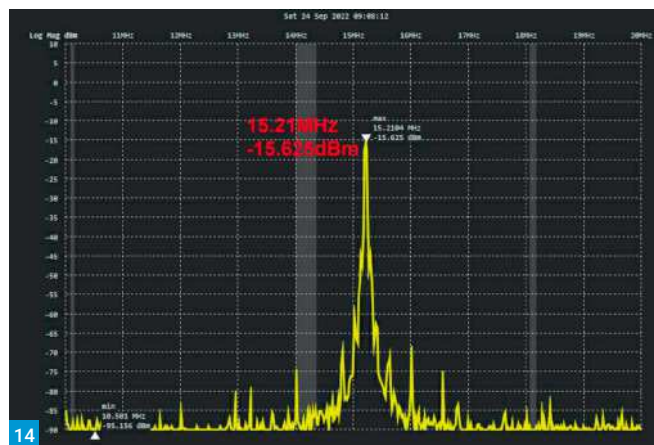 Sat 24 Sep 2022 09:08:12
Log Mag dBm
11MHz 12MHz 13MHz 14MHz 15MHz 16MHz 17MHz 18MHz 19MHz 20MHz
10
5
0
-5
-10
-15
-20
-25
-30
-35
-40
-45
-50
-55
-60
-65
-70
-75
-80
-85
-90
max
15.2104 MHz
-15.625 dBm
15.21MHz
-15.625dBm
min
10.501 MHz
-95.156 dBm
14